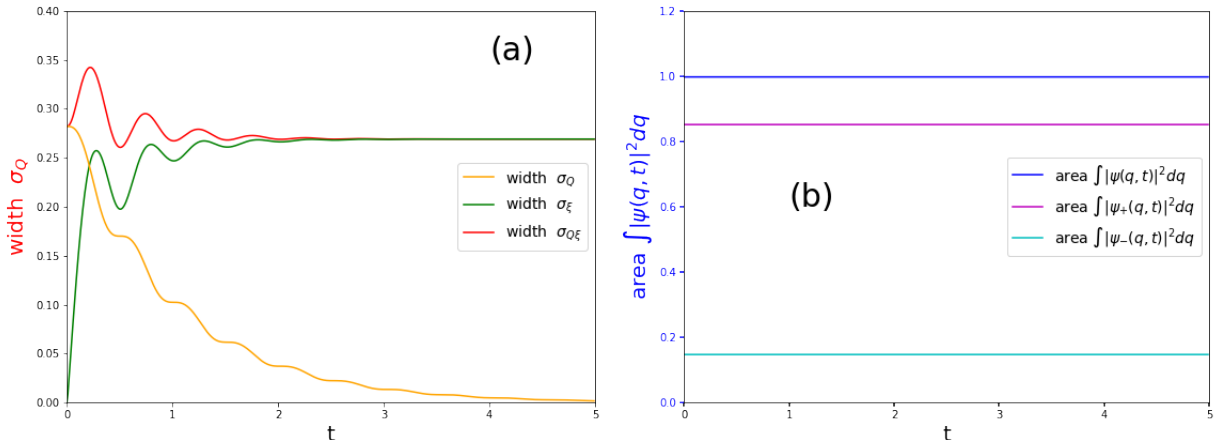 0.40
0.35
0.30
0.25
0.20
0.15
0.10
0.05
0.00
width σ_Q
(a)
width σ_Q
width σ_ξ
width σ_{Qξ}
0 1 2 3 4 5
t
1.2
1.0
0.8
0.6
0.4
0.2
0.0
area ∫|ψ(q, t)|²dq
(b)
area ∫|ψ(q, t)|²dq
area ∫|ψ₊(q, t)|²dq
area ∫|ψ₋(q, t)|²dq
0 1 2 3 4 5
t